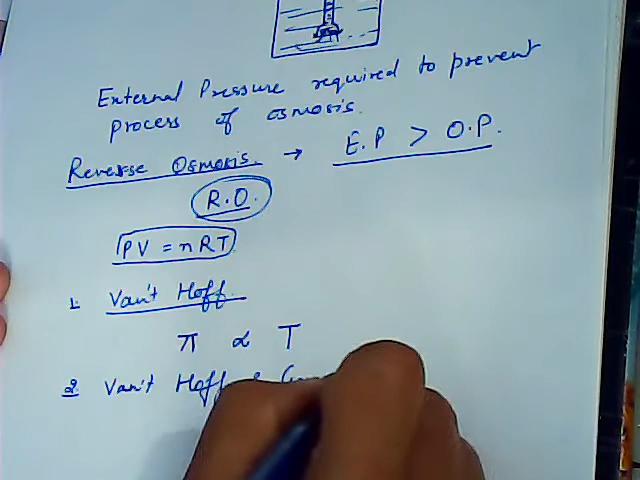 External Pressure required to prevent
process of osmosis.
Reverse Osmosis. → E.P > O.P.
R.O.
PV = nRT
1. Van't Hoff
π ∝ T
2. Van't Hoff &